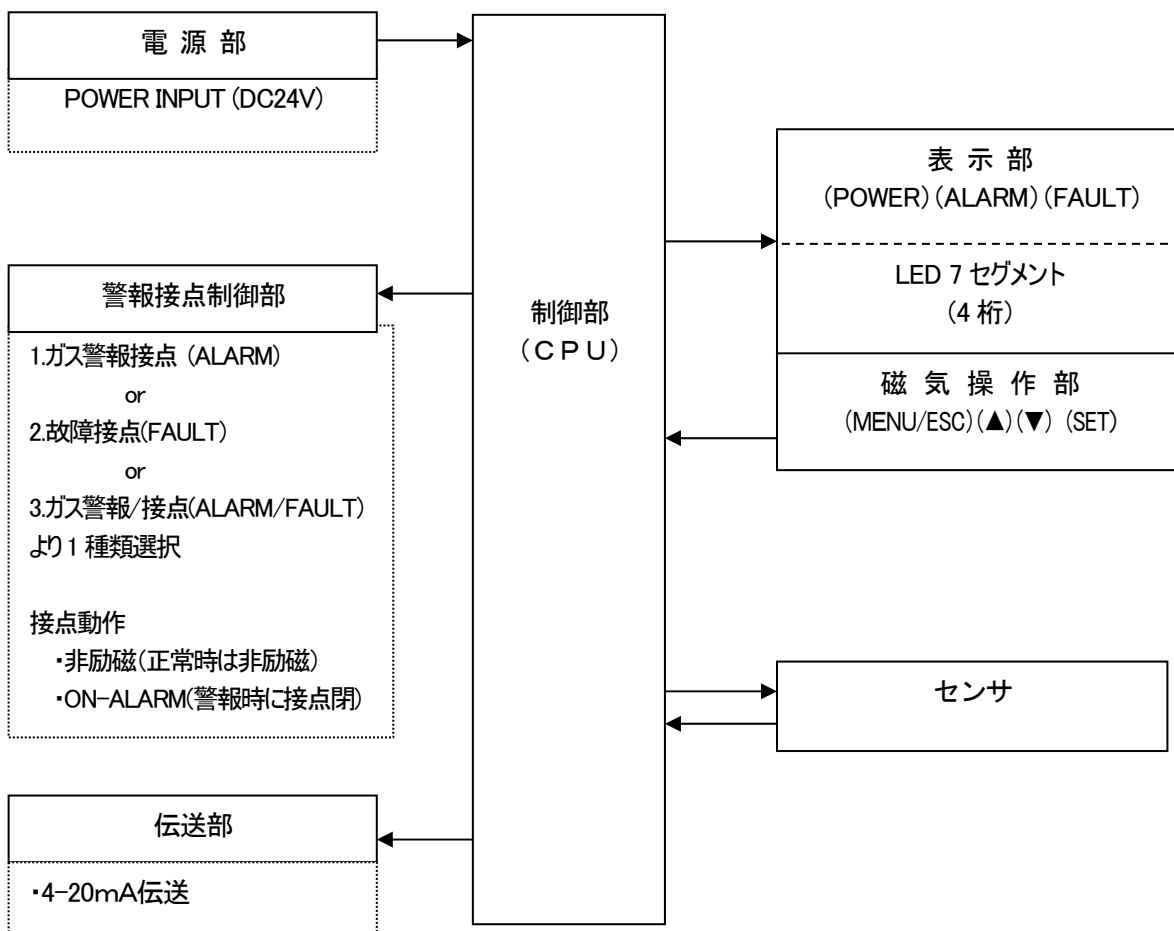 電 源 部
POWER INPUT (DC24V)
警報接点制御部
1.ガス警報接点 (ALARM)
or
2.故障接点(FAULT)
or
3.ガス警報/接点(ALARM/FAULT)
より1種類選択
接点動作
・非励磁(正常時は非励磁)
・ON-ALARM(警報時に接点閉)
伝送部
・4-20mA伝送
制御部
(CPU)
表 示 部
(POWER)(ALARM)(FAULT)
LED 7 セグメント
(4 桁)
磁 気 操 作 部
(MENU/ESC)(▲)(▼) (SET)
センサ